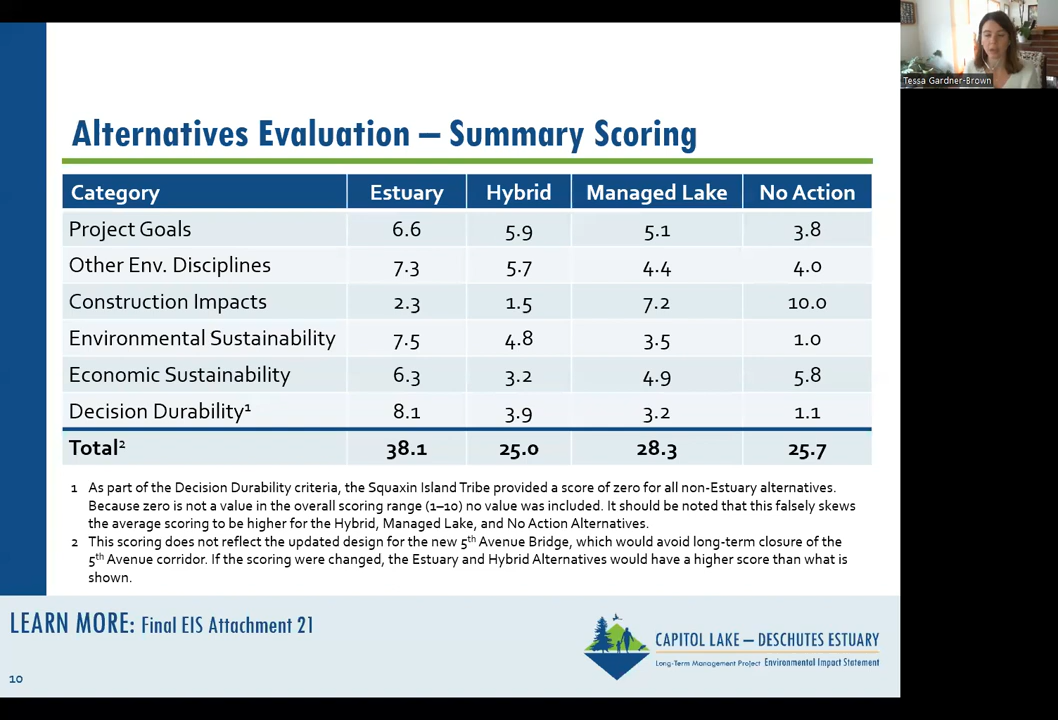 Tessa Gardner-Brown
Alternatives Evaluation – Summary Scoring
Category Estuary Hybrid Managed Lake No Action
Project Goals 6.6 5.9 5.1 3.8
Other Env. Disciplines 7.3 5.7 4.4 4.0
Construction Impacts 2.3 1.5 7.2 10.0
Environmental Sustainability 7.5 4.8 3.5 1.0
Economic Sustainability 6.3 3.2 4.9 5.8
Decision Durability¹ 8.1 3.9 3.2 1.1
Total² 38.1 25.0 28.3 25.7
1 As part of the Decision Durability criteria, the Squaxin Island Tribe provided a score of zero for all non-Estuary alternatives.
Because zero is not a value in the overall scoring range (1–10) no value was included. It should be noted that this falsely skews
the average scoring to be higher for the Hybrid, Managed Lake, and No Action Alternatives.
2 This scoring does not reflect the updated design for the new 5th Avenue Bridge, which would avoid long-term closure of the
5th Avenue corridor. If the scoring were changed, the Estuary and Hybrid Alternatives would have a higher score than what is
shown.
LEARN MORE: Final EIS Attachment 21
CAPITOL LAKE – DESCHUTES ESTUARY
Long-Term Management Project Environmental Impact Statement
10